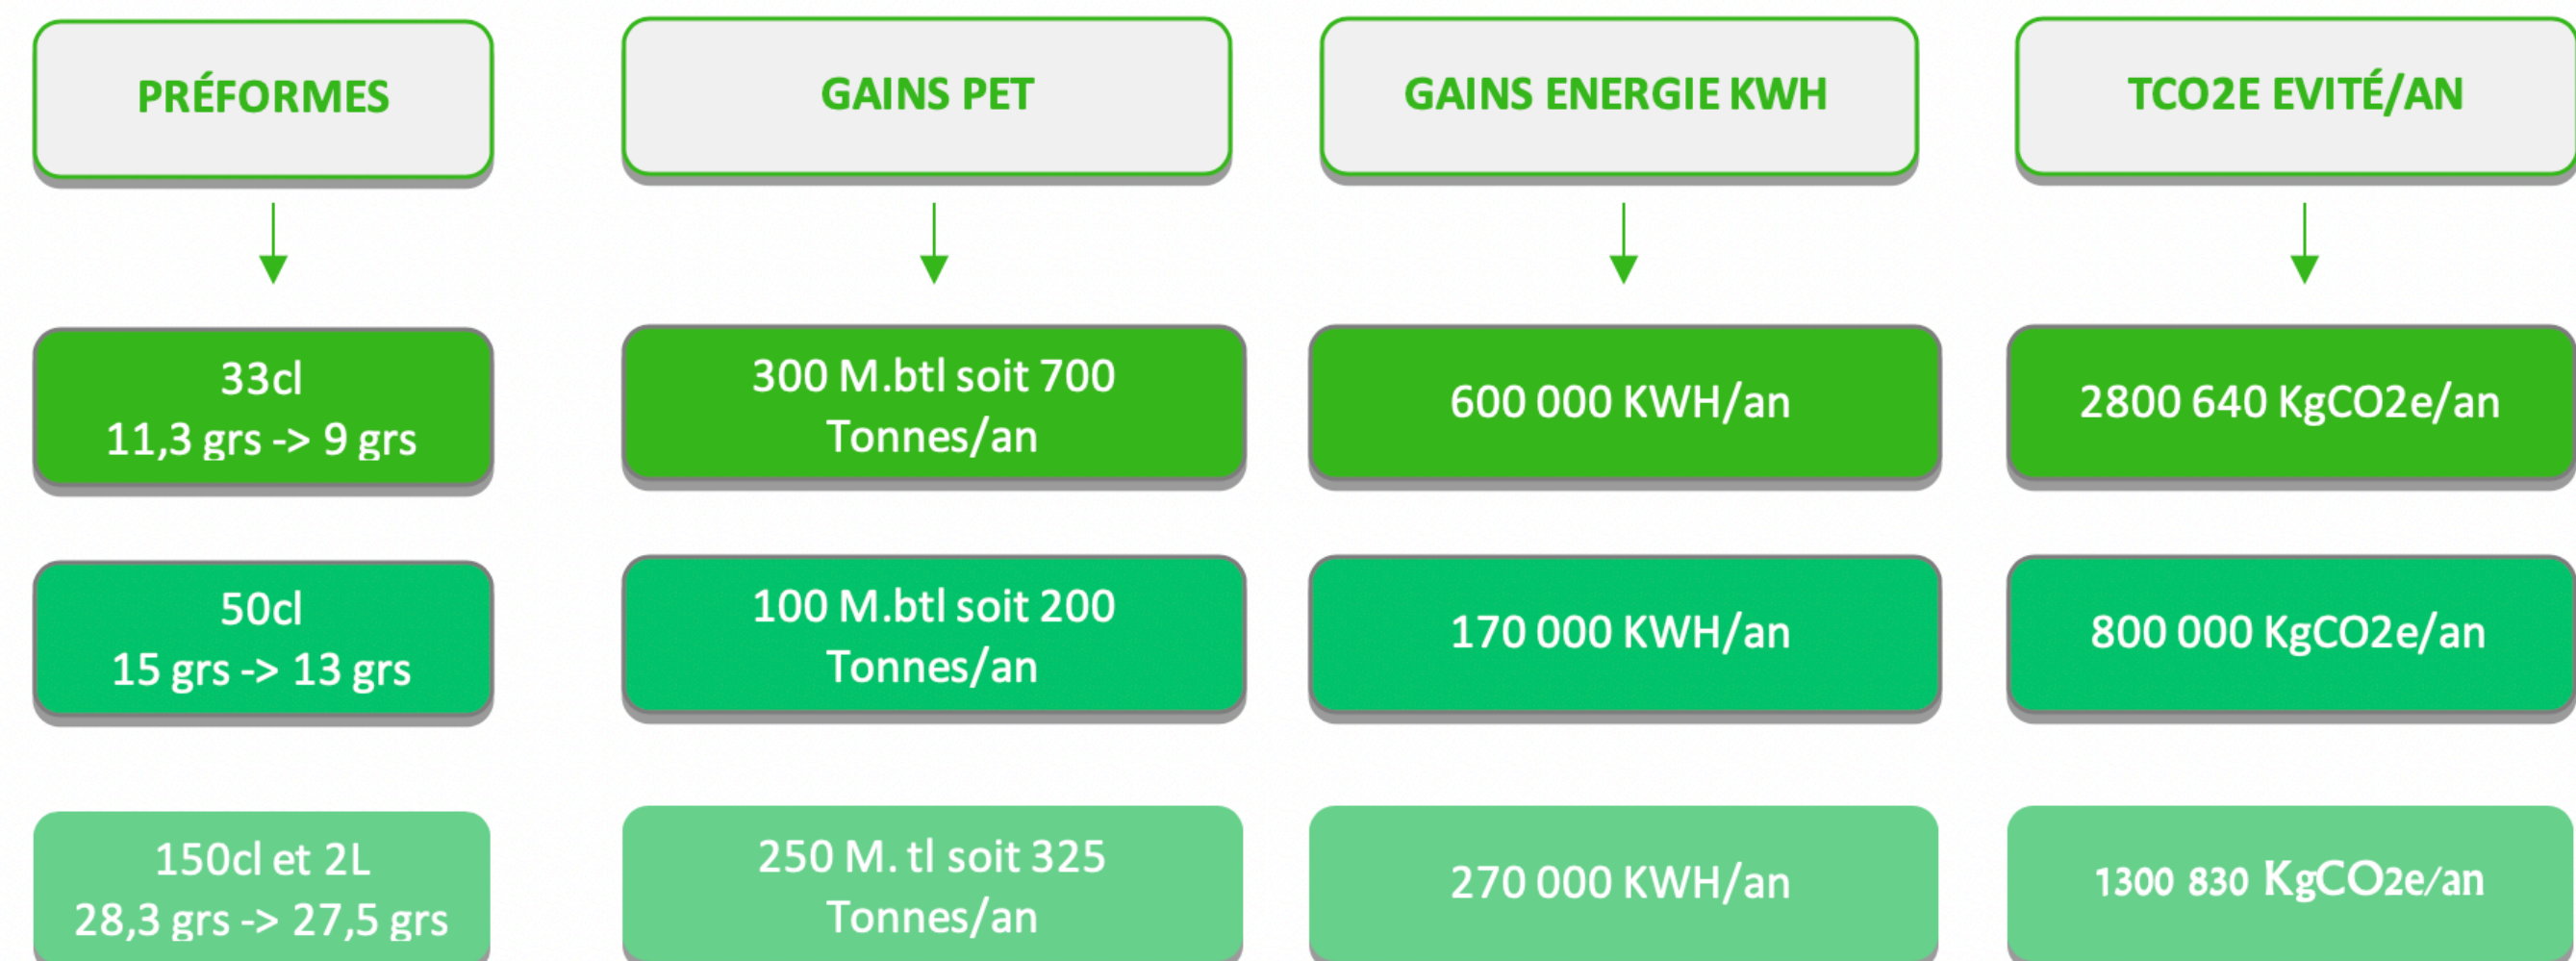 PRÉFORMES
GAINS PET
GAINS ENERGIE KWH
TCO2E EVITÉ/AN
33cl
11,3 grs -> 9 grs
300 M.btl soit 700
Tonnes/an
600 000 KWH/an
2800 640 KgCO2e/an
50cl
15 grs -> 13 grs
100 M.btl soit 200
Tonnes/an
170 000 KWH/an
800 000 KgCO2e/an
150cl et 2L
28,3 grs -> 27,5 grs
250 M. tl soit 325
Tonnes/an
270 000 KWH/an
1300 830 KgCO2e/an